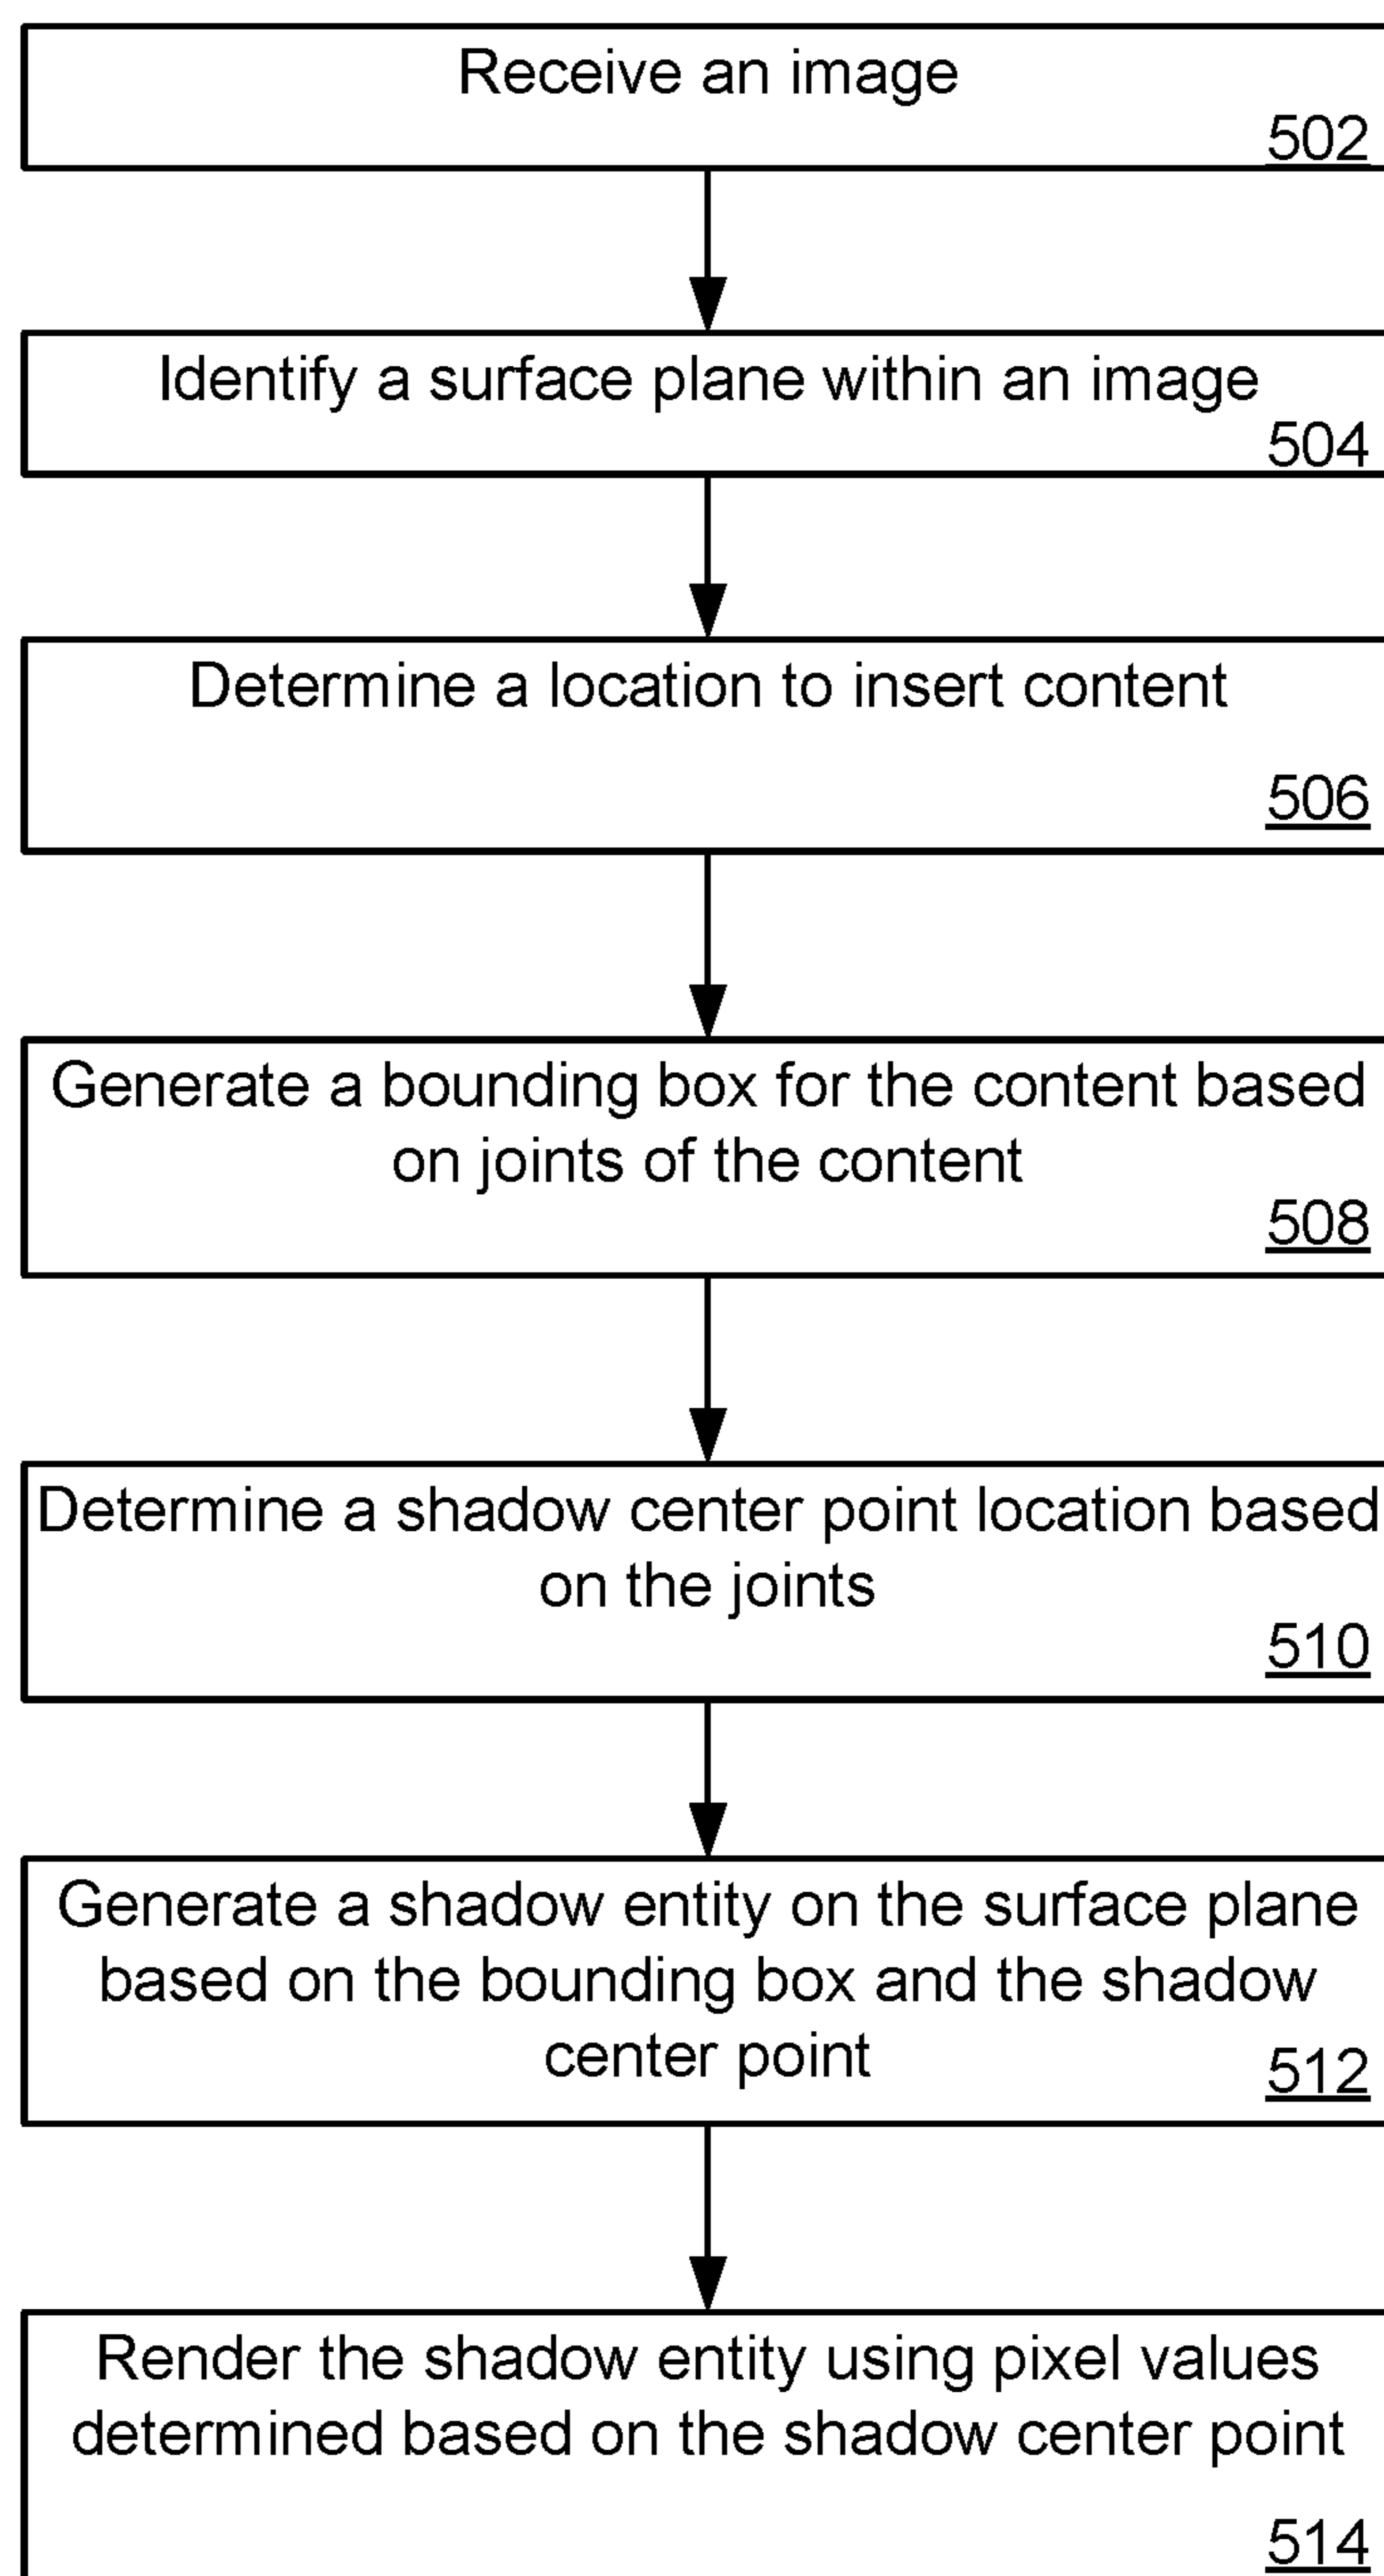 Receive an image
502
Identify a surface plane within an image
504
Determine a location to insert content
506
Generate a bounding box for the content based
on joints of the content
508
Determine a shadow center point location based
on the joints
510
Generate a shadow entity on the surface plane
based on the bounding box and the shadow
center point
512
Render the shadow entity using pixel values
determined based on the shadow center point
514